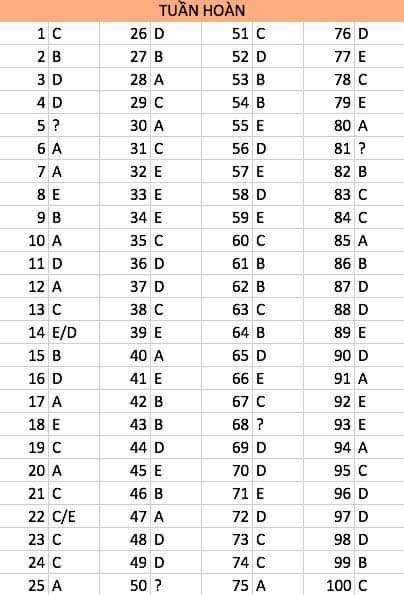 TUẦN HOÀN
1 C 26 D 51 C 76 D
2 B 27 B 52 D 77 E
3 D 28 A 53 B 78 C
4 D 29 C 54 B 79 E
5 ? 30 A 55 E 80 A
6 A 31 C 56 D 81 ?
7 A 32 E 57 E 82 B
8 E 33 E 58 D 83 C
9 B 34 E 59 E 84 C
10 A 35 C 60 C 85 A
11 D 36 D 61 B 86 B
12 A 37 D 62 B 87 D
13 C 38 C 63 C 88 D
14 E/D 39 E 64 B 89 E
15 B 40 A 65 D 90 D
16 D 41 E 66 E 91 A
17 A 42 B 67 C 92 E
18 E 43 B 68 ? 93 E
19 C 44 D 69 D 94 A
20 A 45 E 70 D 95 C
21 C 46 B 71 E 96 D
22 C/E 47 A 72 D 97 D
23 C 48 D 73 C 98 D
24 C 49 D 74 C 99 B
25 A 50 ? 75 A 100 C